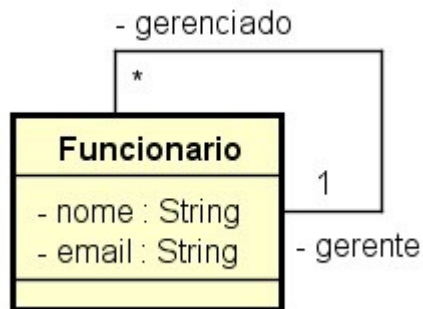 - gerenciado
*
Funcionario
- nome : String
- email : String
1
- gerente